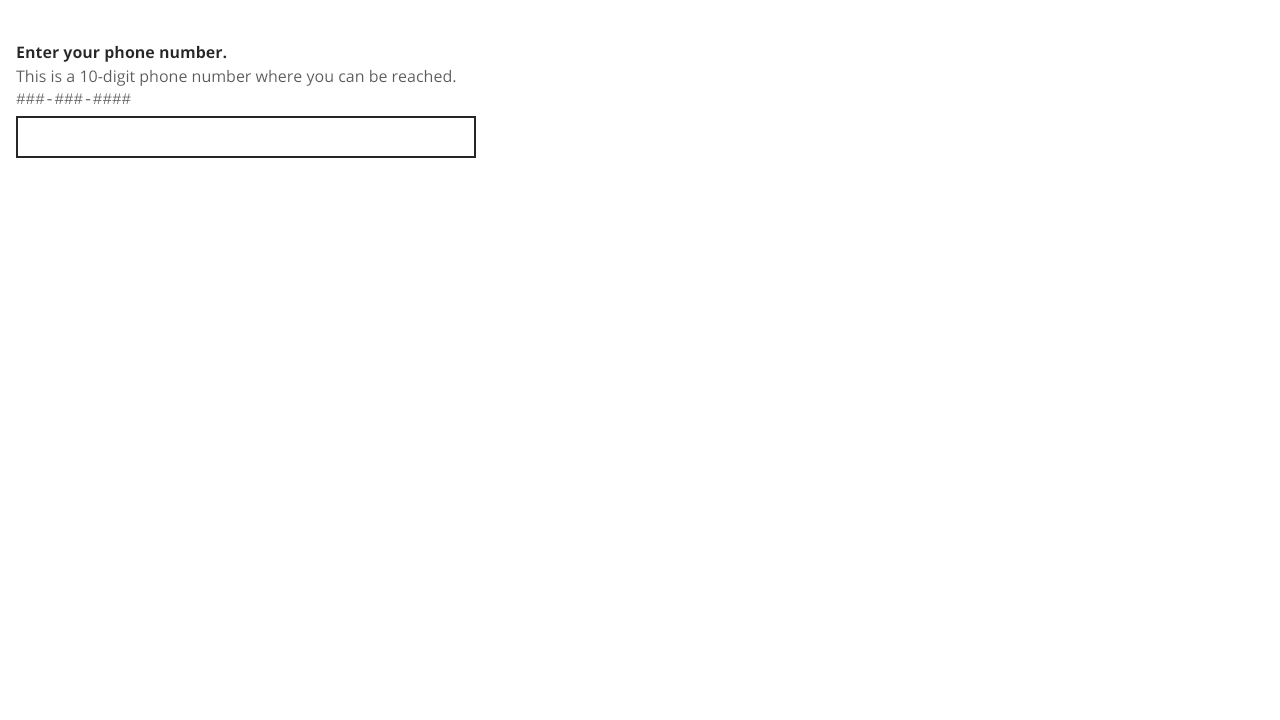 Enter your phone number.
This is a 10-digit phone number where you can be reached.
###-###-####